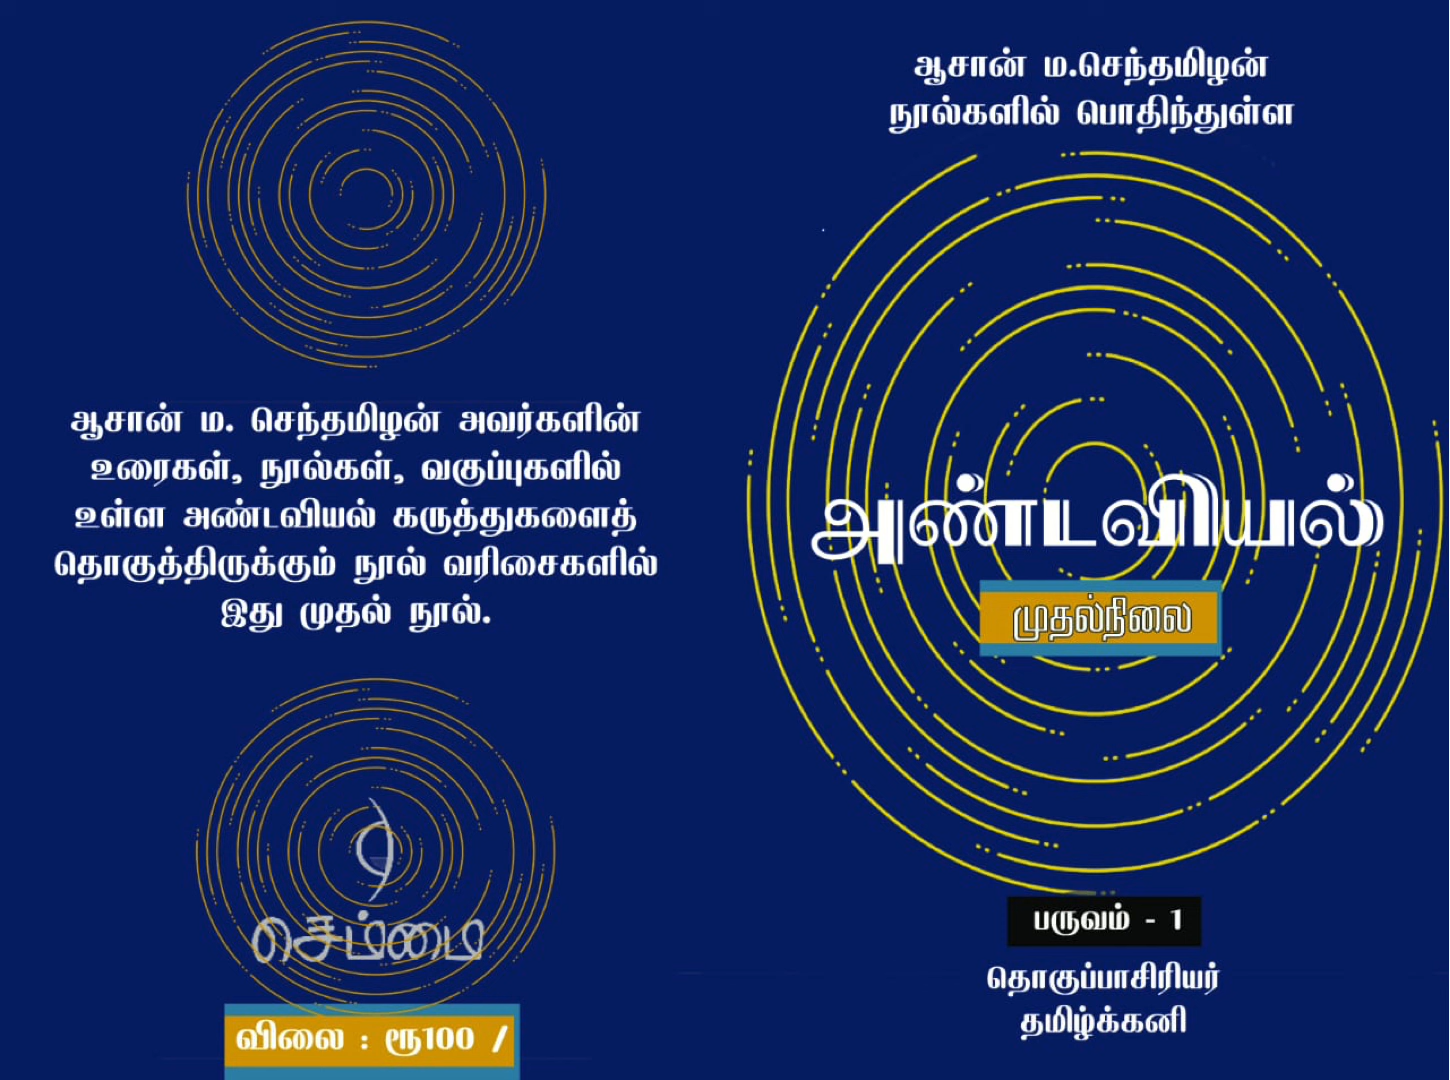 ஆசான் ம. செந்தமிழன் அவர்களின்
உரைகள், நூல்கள், வகுப்புகளில்
உள்ள அண்டவியல் கருத்துகளைத்
தொகுத்திருக்கும் நூல் வரிசைகளில்
இது முதல் நூல்.
செம்மை
விலை : ரூ100 /
ஆசான் ம.செந்தமிழன்
நூல்களில் பொதிந்துள்ள
அண்டவியல்
முதல்நிலை
பருவம் - 1
தொகுப்பாசிரியர்
தமிழ்க்கனி